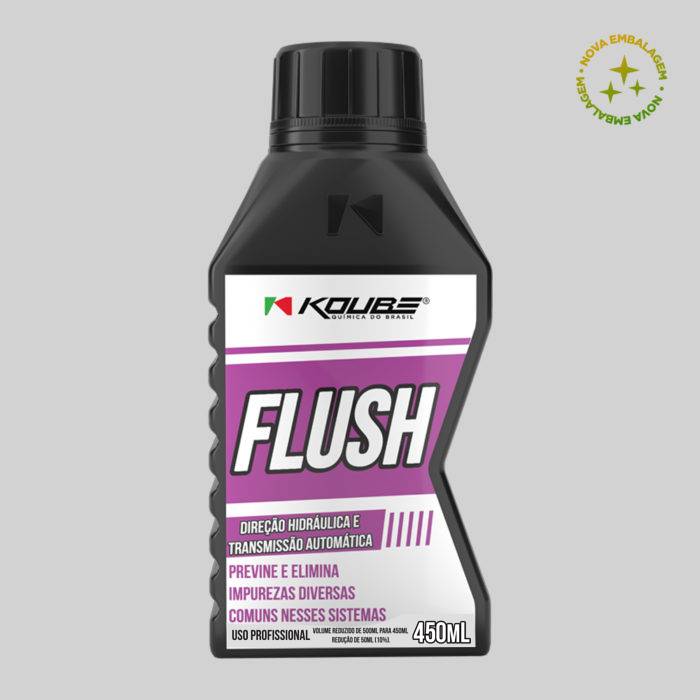 • NOVA EMBALAGEM •
NOVA EMBALAGEM
KOUBE®
QUÍMICA DO BRASIL
FLUSH
DIREÇÃO HIDRÁULICA E
TRANSMISSÃO AUTOMÁTICA
PREVINE E ELIMINA
IMPUREZAS DIVERSAS
COMUNS NESSES SISTEMAS
USO PROFISSIONAL
VOLUME REDUZIDO DE 500ML PARA 450ML
REDUÇÃO DE 50ML (10%).
450ML